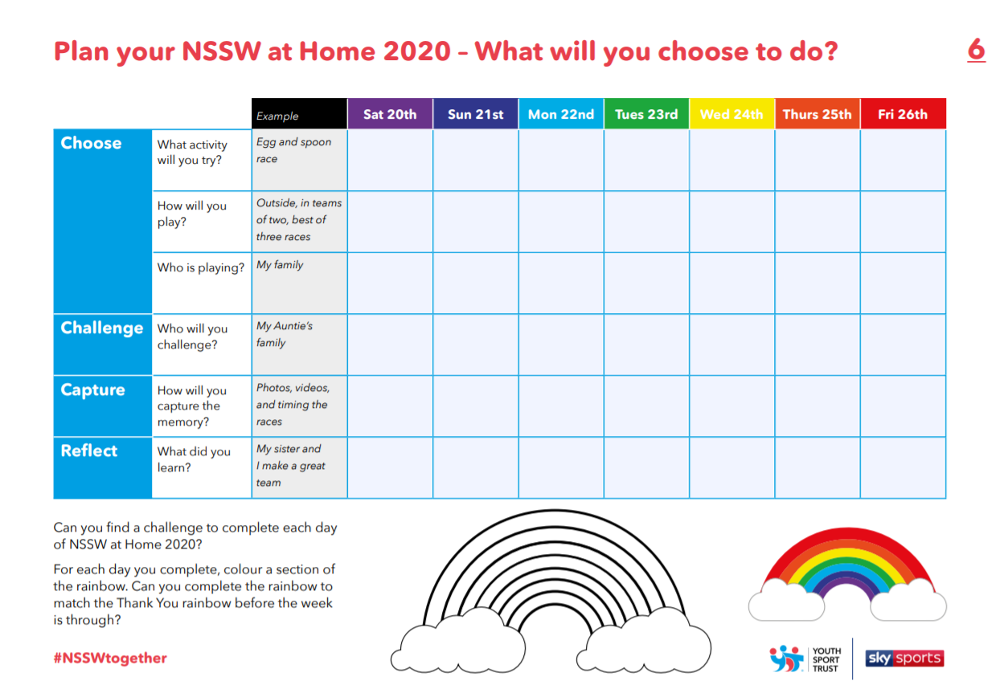 Plan your NSSW at Home 2020 – What will you choose to do?
6
Example
Sat 20th
Sun 21st
Mon 22nd
Tues 23rd
Wed 24th
Thurs 25th
Fri 26th
Choose
What activity
will you try?
Egg and spoon
race
How will you
play?
Outside, in teams
of two, best of
three races
Who is playing?
My family
Challenge
Who will you
challenge?
My Auntie’s
family
Capture
How will you
capture the
memory?
Photos, videos,
and timing the
races
Reflect
What did you
learn?
My sister and
I make a great
team
Can you find a challenge to complete each day
of NSSW at Home 2020?
For each day you complete, colour a section of
the rainbow. Can you complete the rainbow to
match the Thank You rainbow before the week
is through?
#NSSWtogether
YOUTH
SPORT
TRUST
sky sports